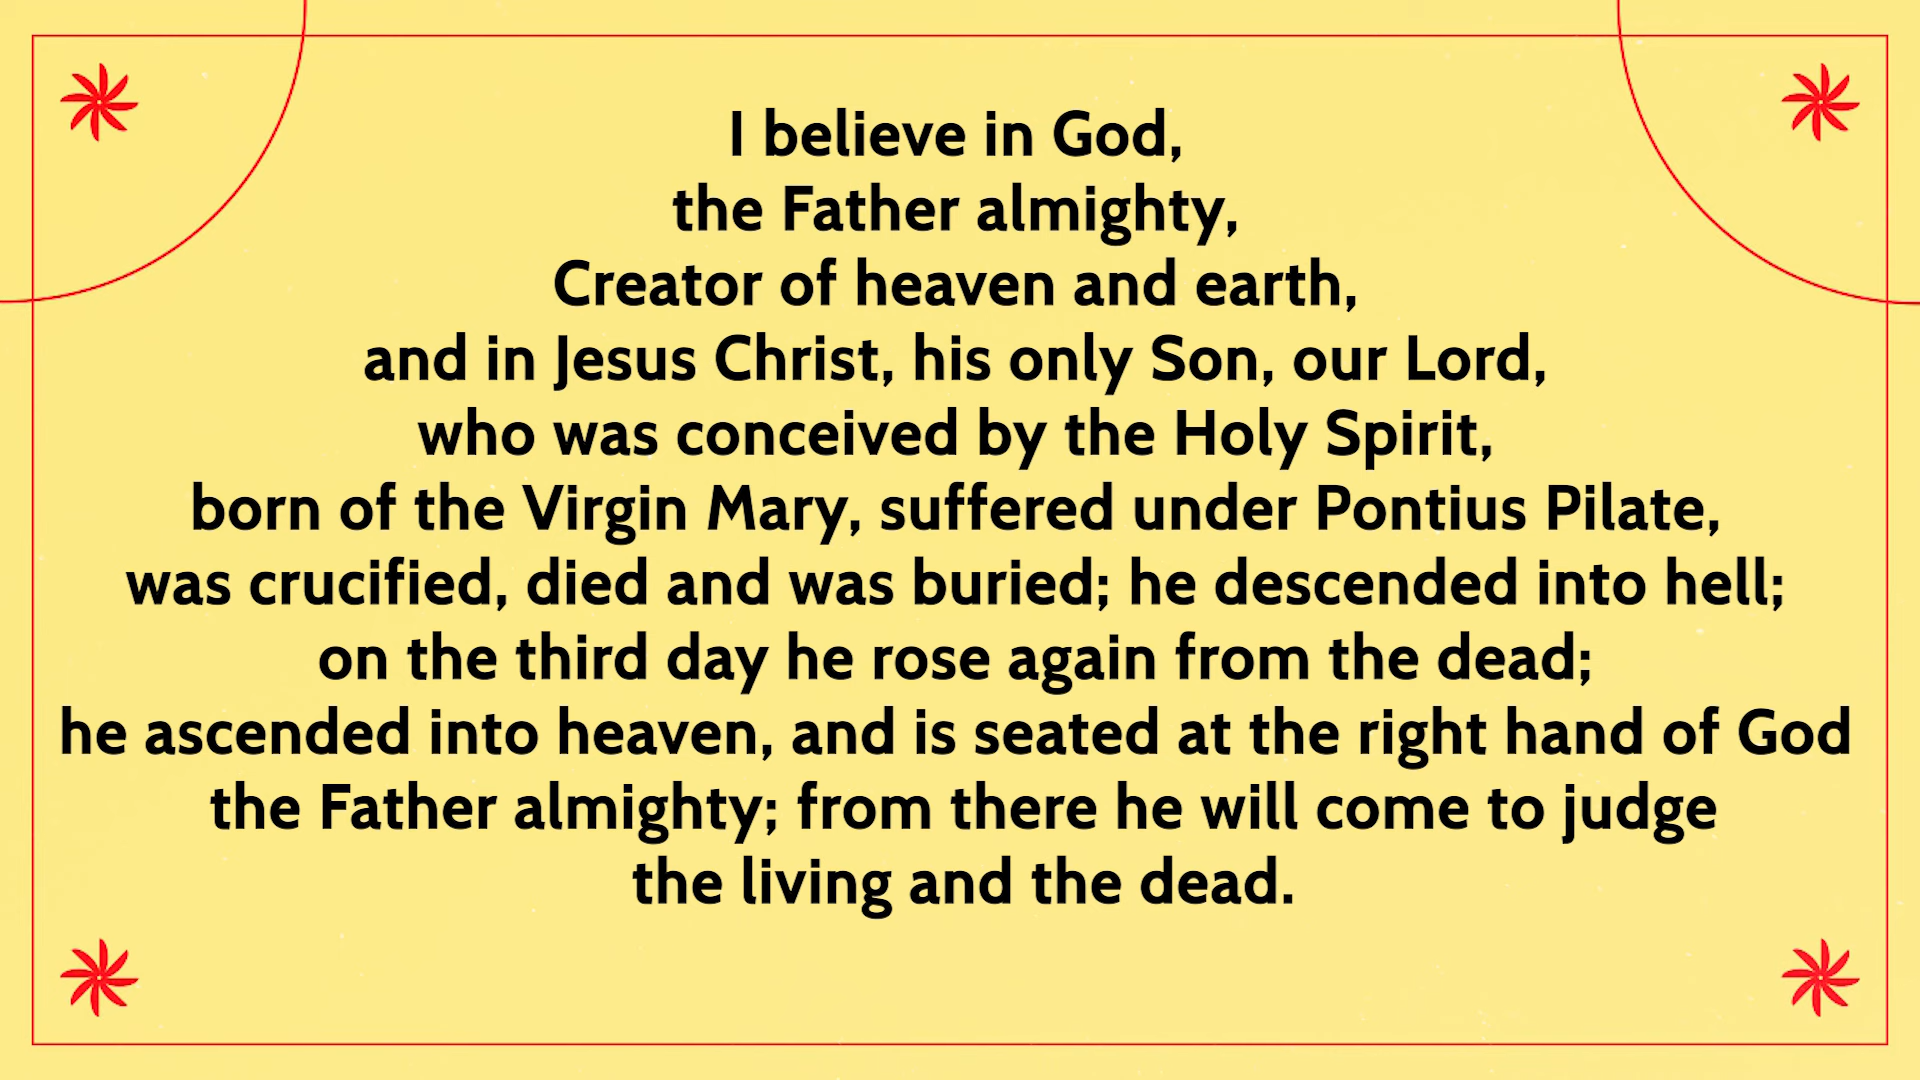 I believe in God,
the Father almighty,
Creator of heaven and earth,
and in Jesus Christ, his only Son, our Lord,
who was conceived by the Holy Spirit,
born of the Virgin Mary, suffered under Pontius Pilate,
was crucified, died and was buried; he descended into hell;
on the third day he rose again from the dead;
he ascended into heaven, and is seated at the right hand of God
the Father almighty; from there he will come to judge
the living and the dead.